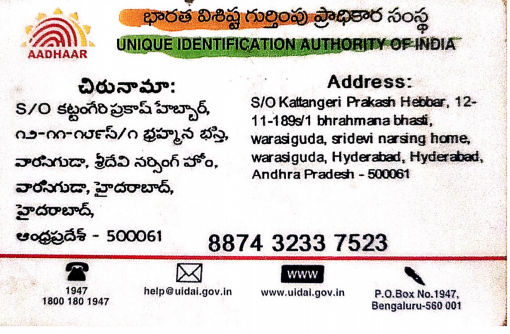 భారత విశిష్ట గుర్తింపు ప్రాధికార సంస్థ
UNIQUE IDENTIFICATION AUTHORITY OF INDIA
AADHAAR
చిరునామా:
S/O కట్టంగేరి ప్రకాష్ హేబ్బార్,
౧౨-౧౧-౧౮౯స్/౧ భ్రహ్మన భస్తి,
వారసిగుడా, శ్రీదేవి నర్సింగ్ హోం,
వారసిగుడా, హైదరాబాద్,
హైదరాబాద్,
ఆంధ్రప్రదేశ్ - 500061
Address:
S/O Kattangeri Prakash Hebbar, 12-
11-189s/1 bhrahmana bhasti,
warasiguda, sridevi narsing home,
warasiguda, Hyderabad, Hyderabad,
Andhra Pradesh - 500061
8874 3233 7523
1947
1800 180 1947
help@uidai.gov.in
www
www.uidai.gov.in
P.O.Box No.1947,
Bengaluru-560 001